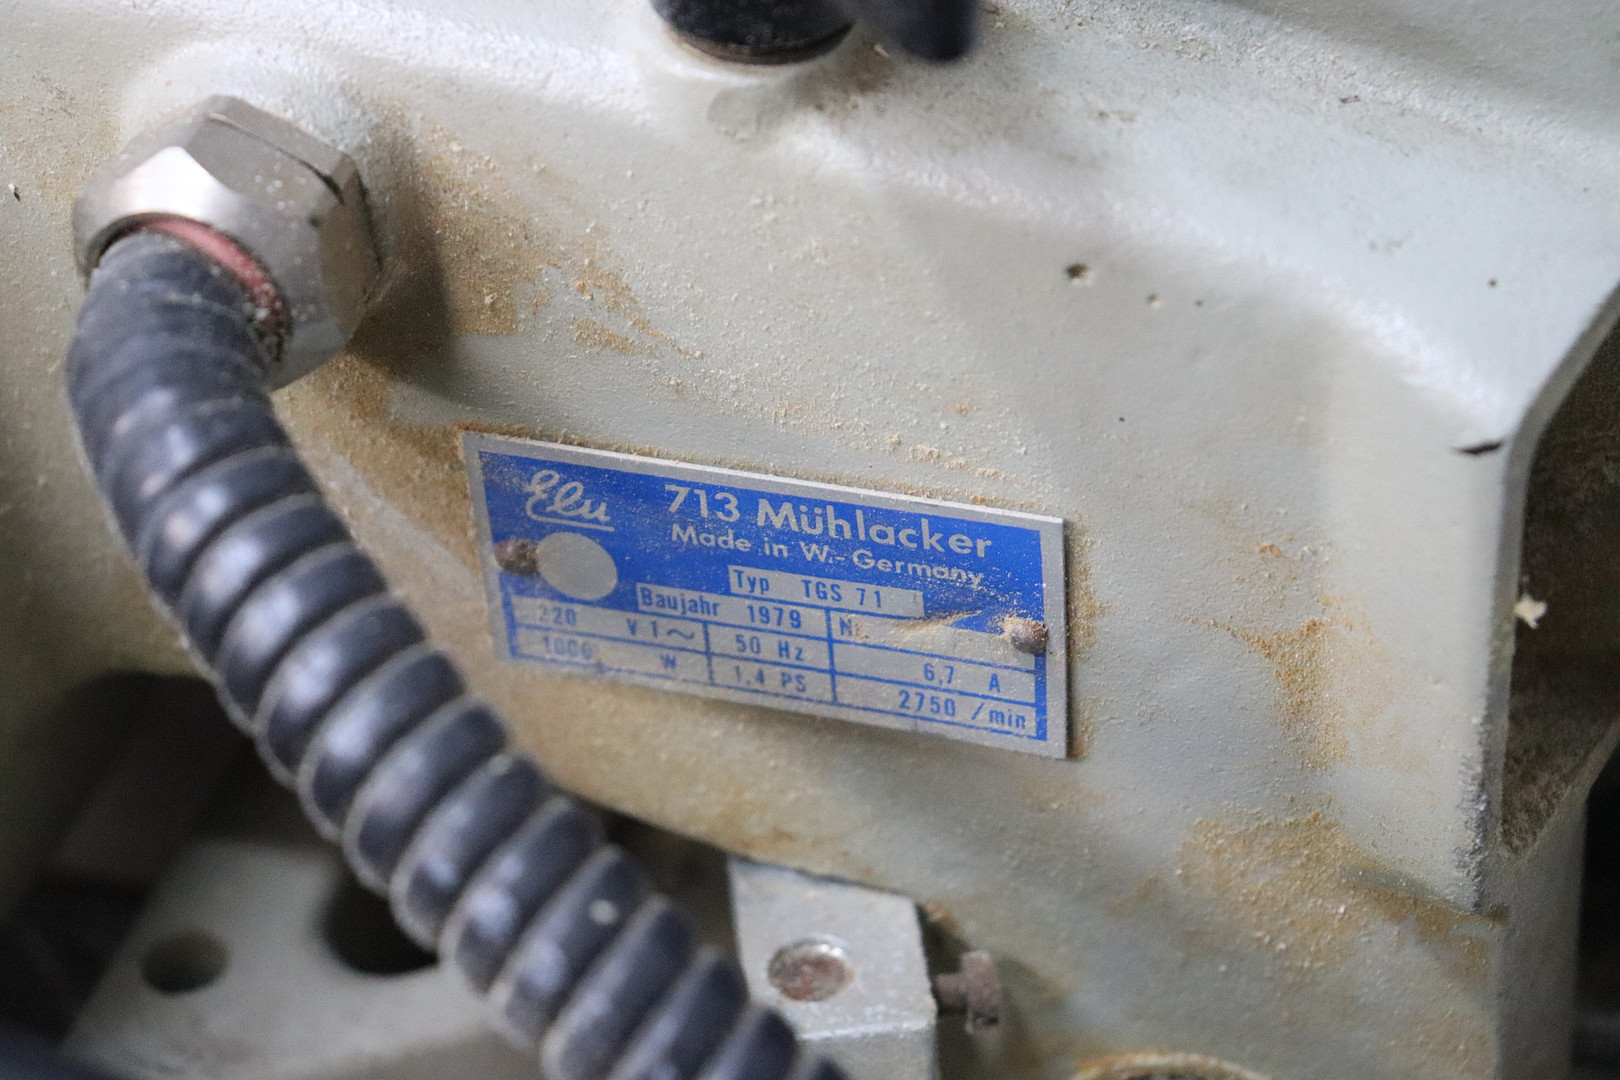 Elu
713 Mühlacker
Made in W.-Germany
Typ TGS 71
Baujahr 1979 Nr.
220 V 1~ 50 Hz 6,7 A
1000 W 1.4 PS 2750 /min